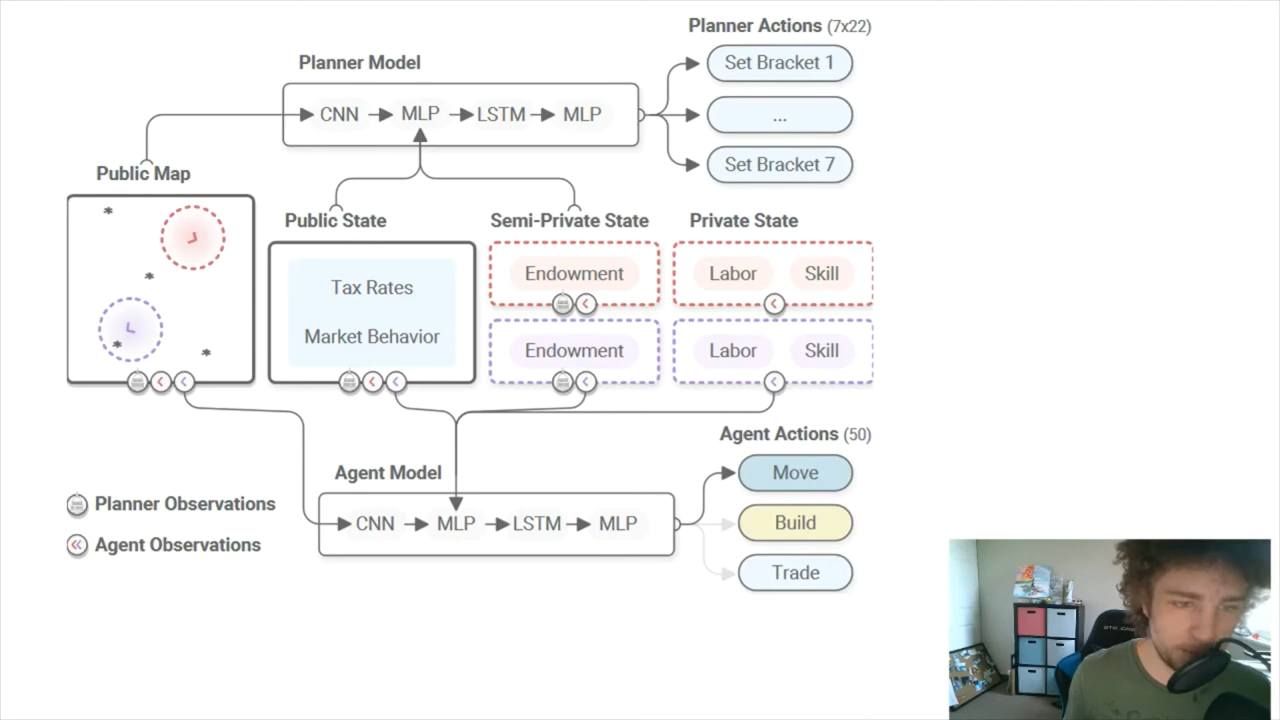 Planner Actions (7x22)
Planner Model
Set Bracket 1
CNN MLP LSTM MLP
...
Public Map
Set Bracket 7
Public State
Semi-Private State
Private State
Tax Rates
Market Behavior
Endowment
Labor Skill
Endowment
Labor Skill
Agent Actions (50)
Agent Model
Move
Planner Observations
CNN MLP LSTM MLP
Build
Agent Observations
Trade